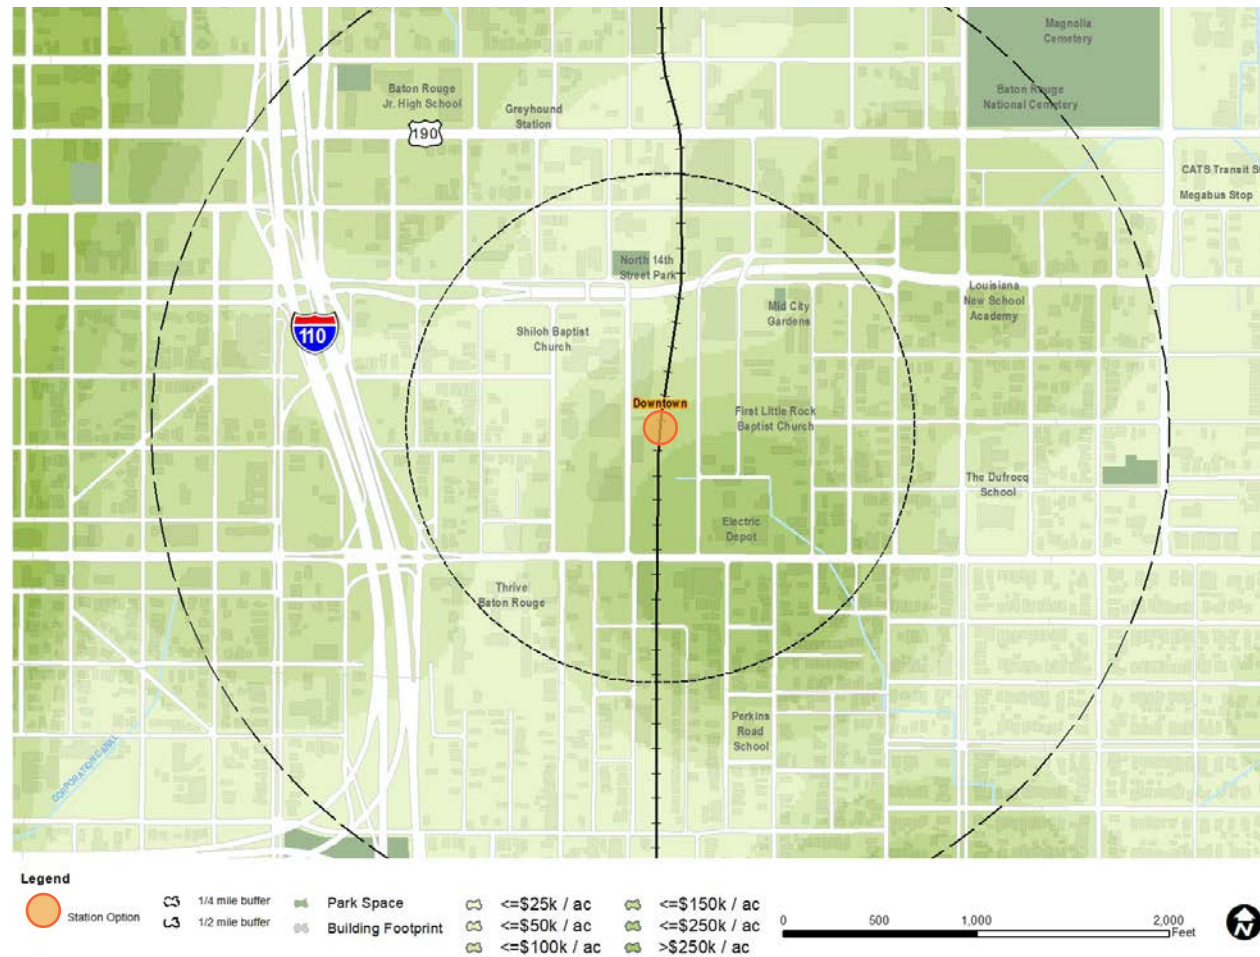 Magnolia
Cemetery
Baton Rouge
Jr. High School
Baton Rouge
National Cemetery
Greyhound
Station
190
CATS Transit S
Megabus Stop
North 14th
Street Park
Louisiana
New School
Academy
Mid City
Gardens
110
Shiloh Baptist
Church
Downtown
First Little Rock
Baptist Church
The Dufrocq
School
Electric
Depot
Thrive
Baton Rouge
Perkins
Road
School
CORPORATION CANAL
Legend
Station Option
1/4 mile buffer
1/2 mile buffer
Park Space
Building Footprint
<=$25k / ac
<=$50k / ac
<=$100k / ac
<=$150k / ac
<=$250k / ac
>$250k / ac
0 500 1,000 2,000
Feet
N